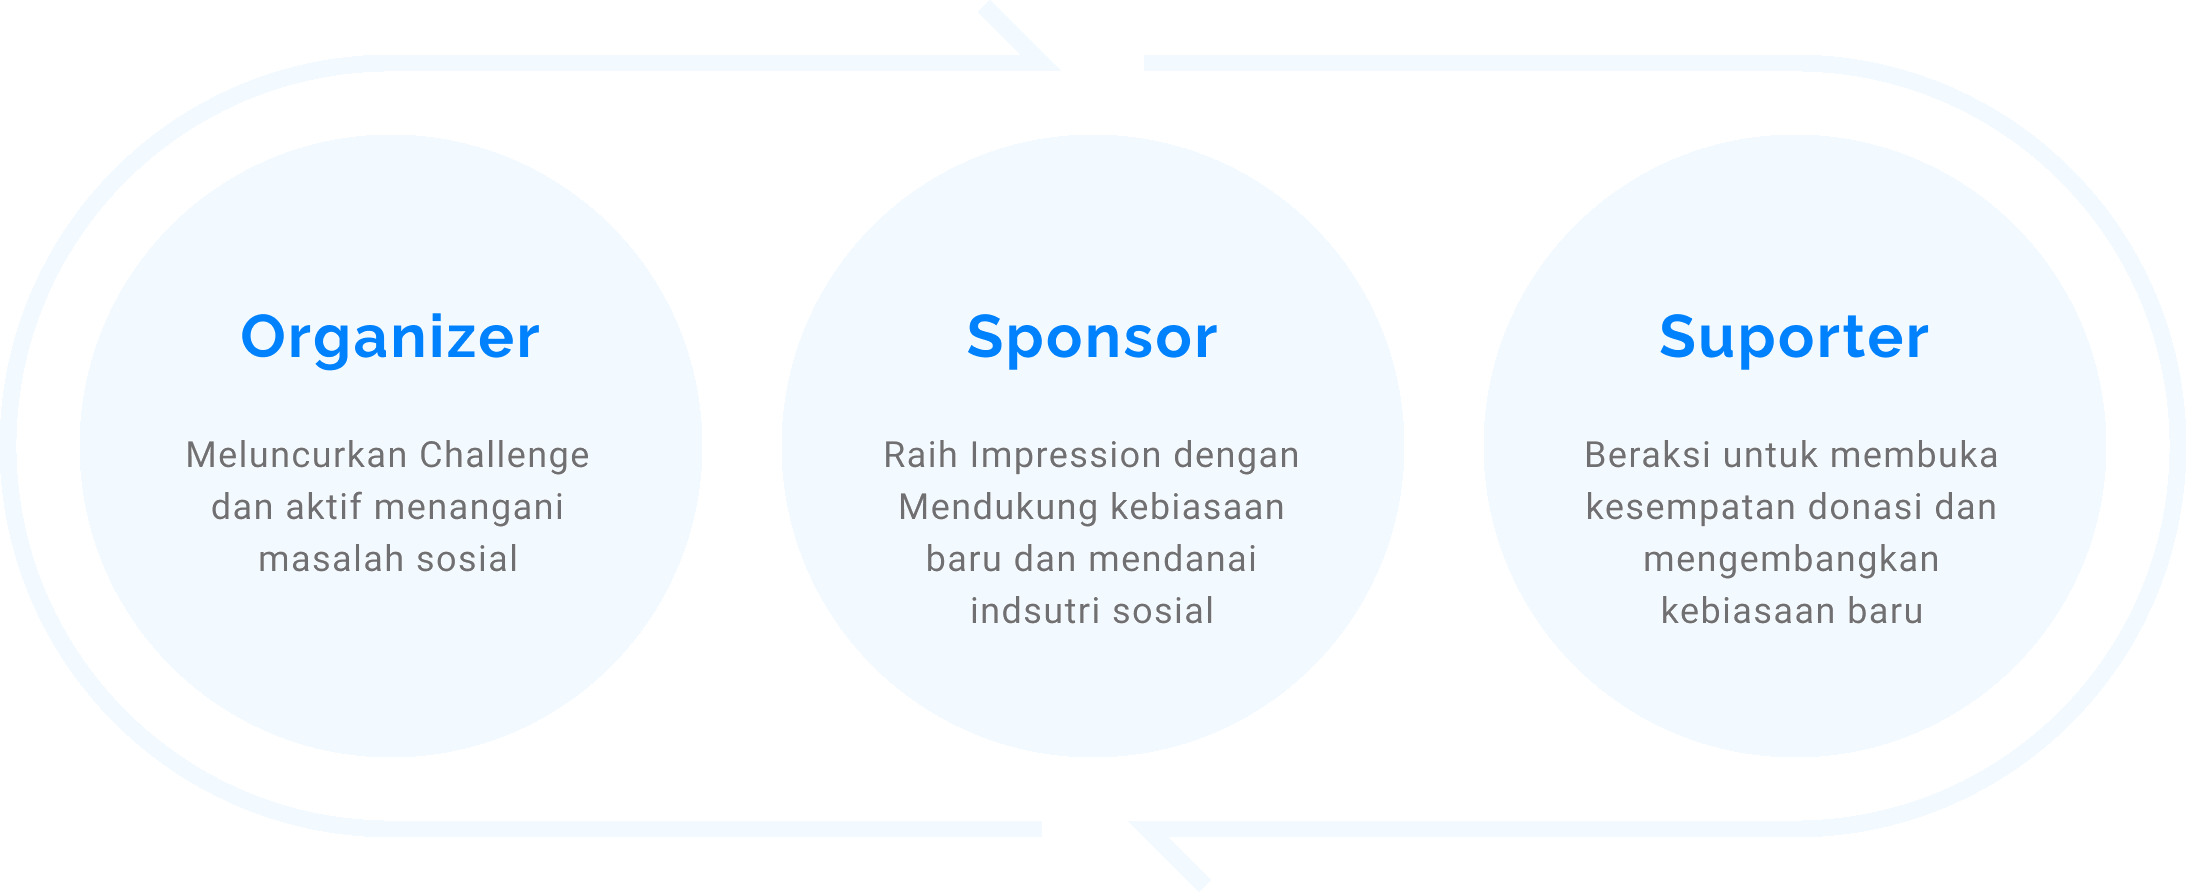 Organizer
Meluncurkan Challenge
dan aktif menangani
masalah sosial
Sponsor
Raih Impression dengan
Mendukung kebiasaan
baru dan mendanai
indsutri sosial
Suporter
Beraksi untuk membuka
kesempatan donasi dan
mengembangkan
kebiasaan baru